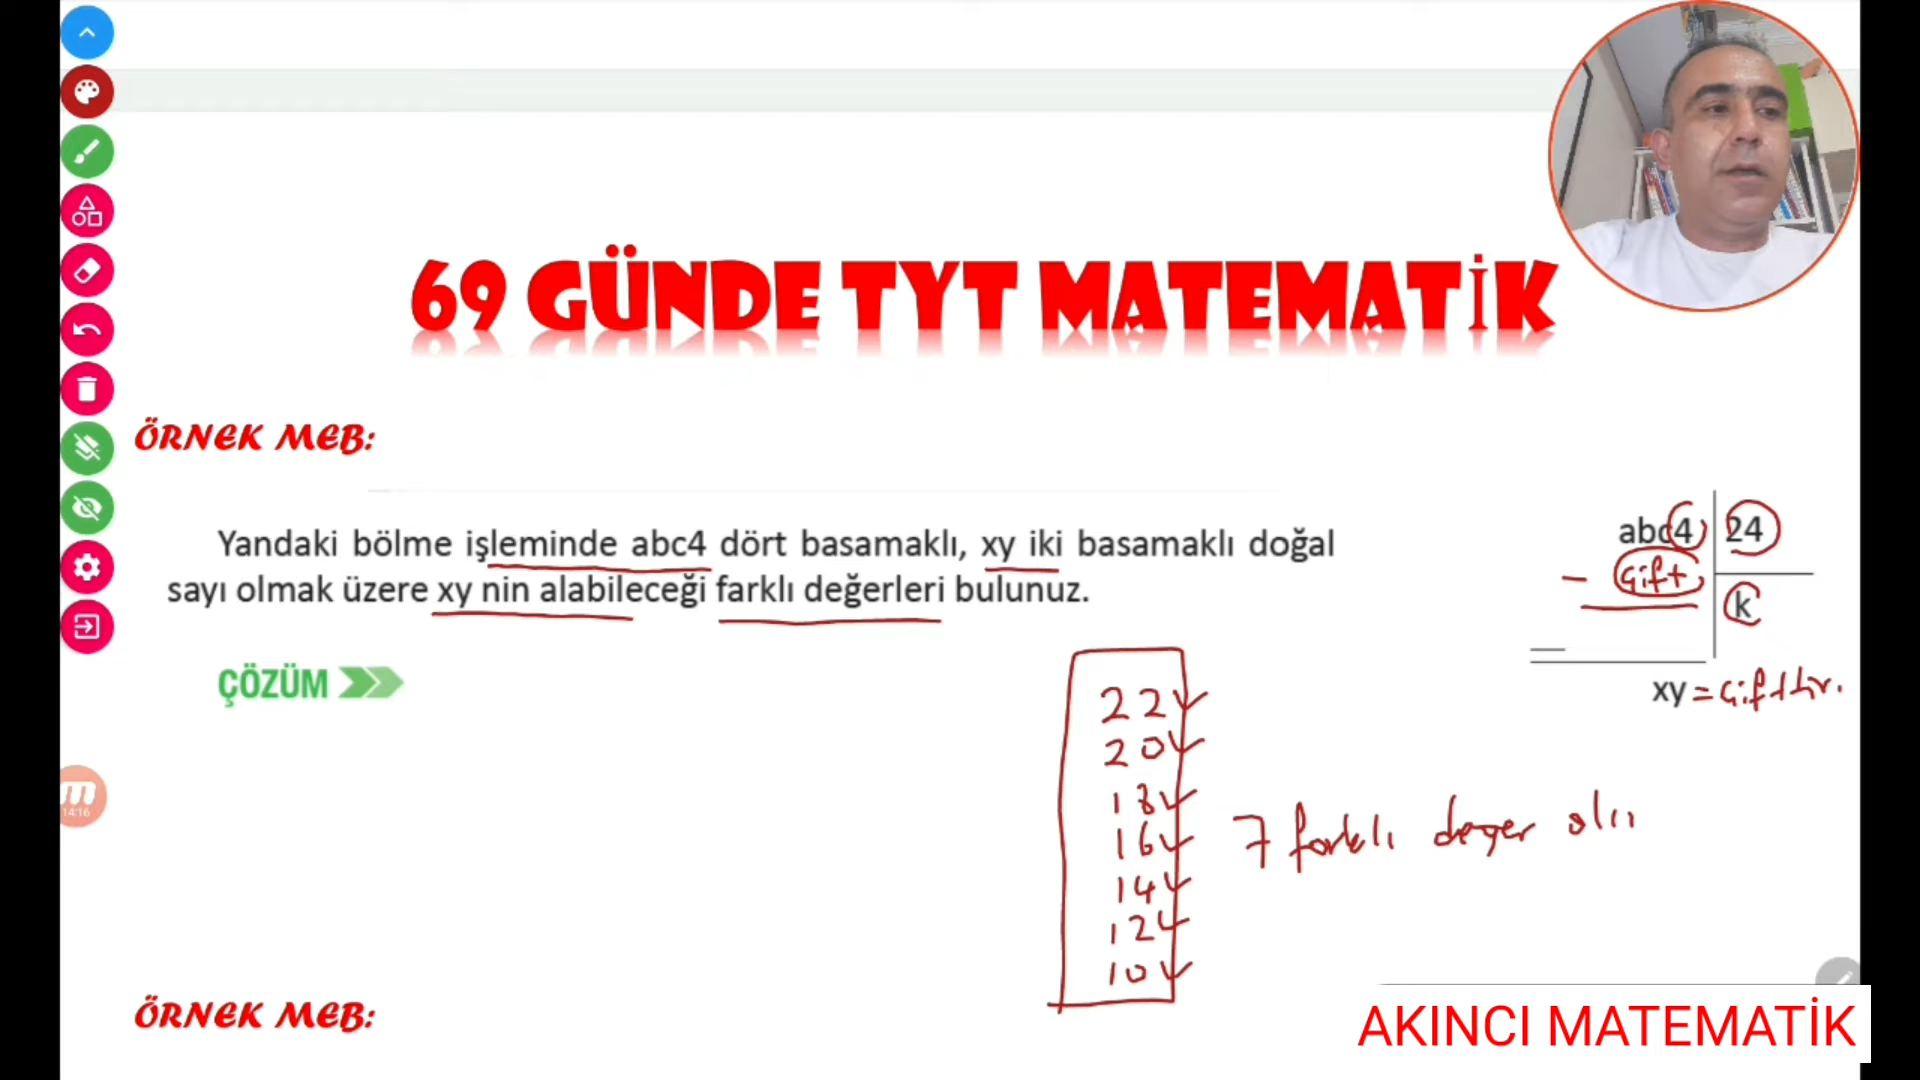 69 GÜNDE TYT MATEMATİK
ÖRNEK MEB:
Yandaki bölme işleminde abc4 dört basamaklı, xy iki basamaklı doğal
sayı olmak üzere xy nin alabileceği farklı değerleri bulunuz.
abc4 24
- Çift k
xy = çifttir.
ÇÖZÜM
22
20
18
16
14
12
10
7 farklı değer alır
m
14:16
ÖRNEK MEB:
AKINCI MATEMATİK